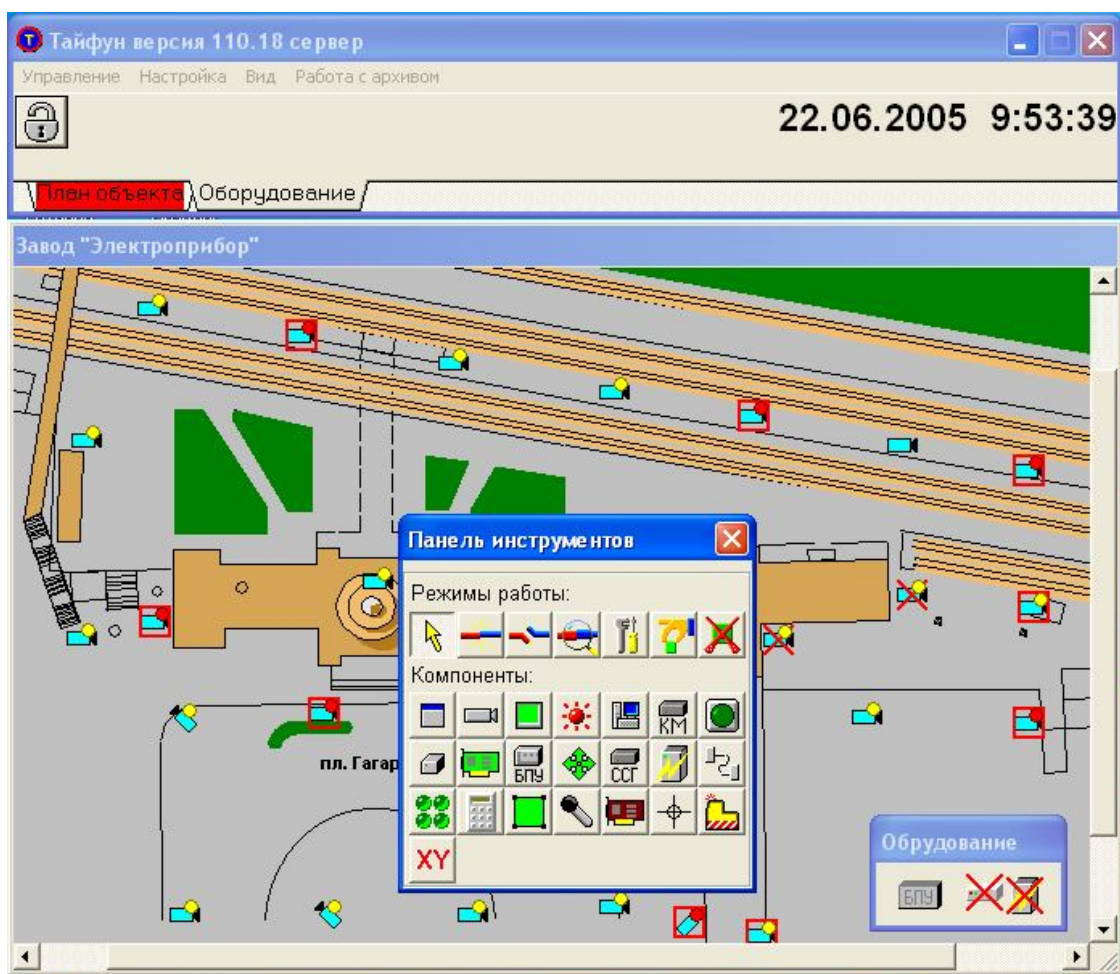 Тайфун версия 110.18 сервер
Управление Настройка Вид Работа с архивом
22.06.2005 9:53:39
План объекта Оборудование
Завод "Электроприбор"
Панель инструментов
Режимы работы:
Компоненты:
КМ
БПУ ССГ
XY
пл. Гагар
Обрудование
БПУ